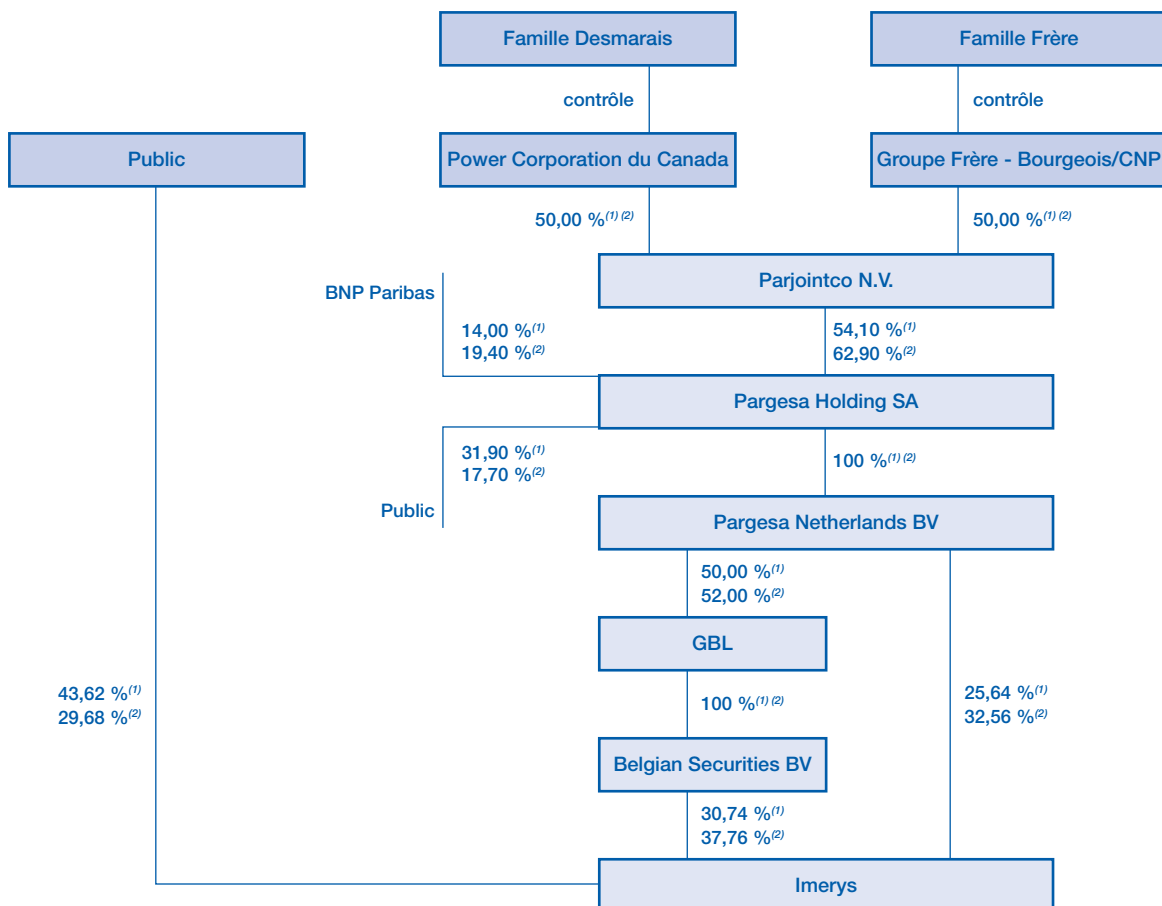 Famille Desmarais
Famille Frère
contrôle
contrôle
Public
Power Corporation du Canada
Groupe Frère - Bourgeois/CNP
50,00 %(1) (2)
50,00 %(1) (2)
Parjointco N.V.
BNP Paribas
14,00 %(1)
19,40 %(2)
54,10 %(1)
62,90 %(2)
Pargesa Holding SA
31,90 %(1)
17,70 %(2)
100 %(1) (2)
Public
Pargesa Netherlands BV
50,00 %(1)
52,00 %(2)
GBL
43,62 %(1)
29,68 %(2)
100 %(1) (2)
25,64 %(1)
32,56 %(2)
Belgian Securities BV
30,74 %(1)
37,76 %(2)
Imerys